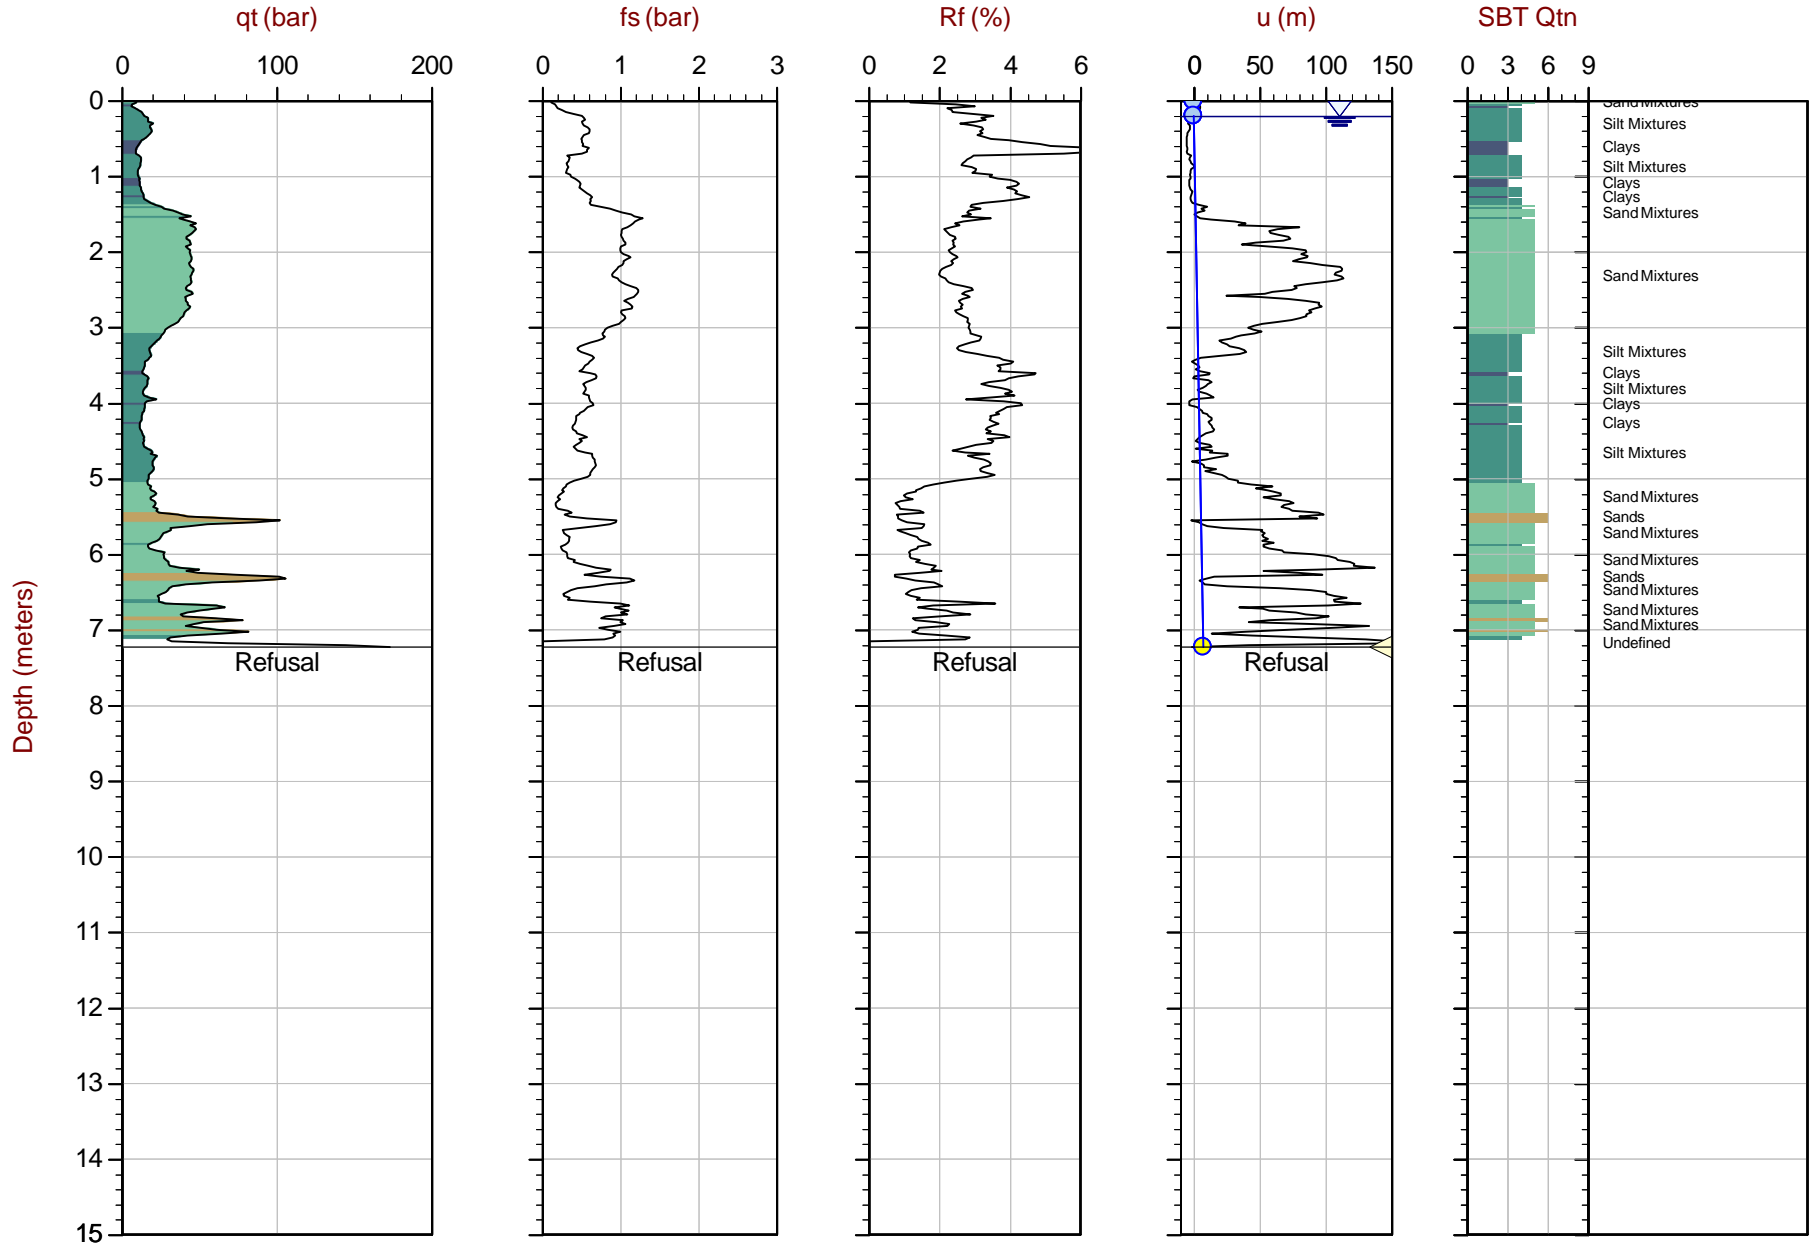 qt (bar) fs (bar) Rf (%) u (m) SBT Qtn
0 100 200 0 1 2 3 0 2 4 6 0 50 100 150 0 3 6 9
0
Sand Mixtures
Silt Mixtures
Clays
Silt Mixtures
1
Clays
Clays
Sand Mixtures
2
Sand Mixtures
3
Silt Mixtures
Clays
Silt Mixtures
4
Clays
Clays
Silt Mixtures
5
Sand Mixtures
Sands
Sand Mixtures
6
Sand Mixtures
Sands
Sand Mixtures
Sand Mixtures
Sand Mixtures
7
Undefined
Refusal Refusal Refusal Refusal
8
9
10
11
12
13
14
15
Depth (meters)